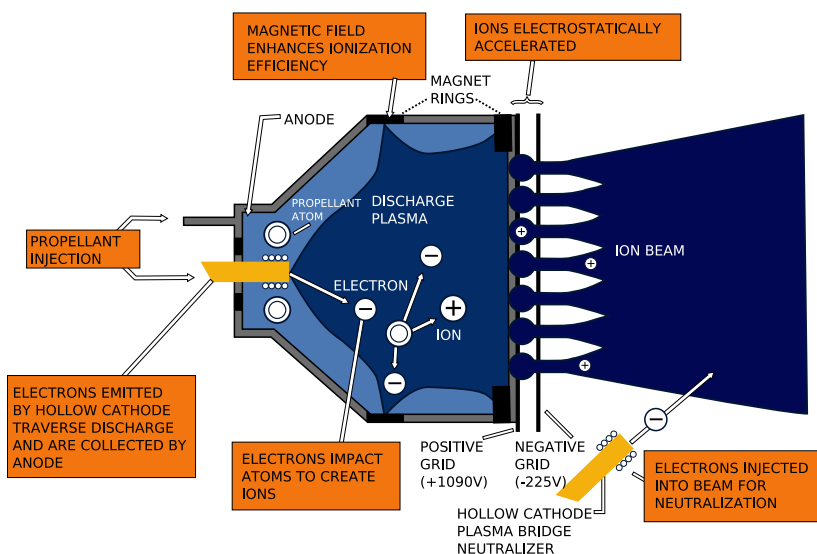 MAGNETIC FIELD
ENHANCES IONIZATION
EFFICIENCY
IONS ELECTROSTATICALLY
ACCELERATED
MAGNET
RINGS
ANODE
PROPELLANT
ATOM
DISCHARGE
PLASMA
PROPELLANT
INJECTION
ELECTRON
ION
ION BEAM
+
+
+
+
−
−
−
−
ELECTRONS EMITTED
BY HOLLOW CATHODE
TRAVERSE DISCHARGE
AND ARE COLLECTED BY
ANODE
ELECTRONS IMPACT
ATOMS TO CREATE
IONS
POSITIVE
GRID
(+1090V)
NEGATIVE
GRID
(-225V)
HOLLOW CATHODE
PLASMA BRIDGE
NEUTRALIZER
ELECTRONS INJECTED
INTO BEAM FOR
NEUTRALIZATION